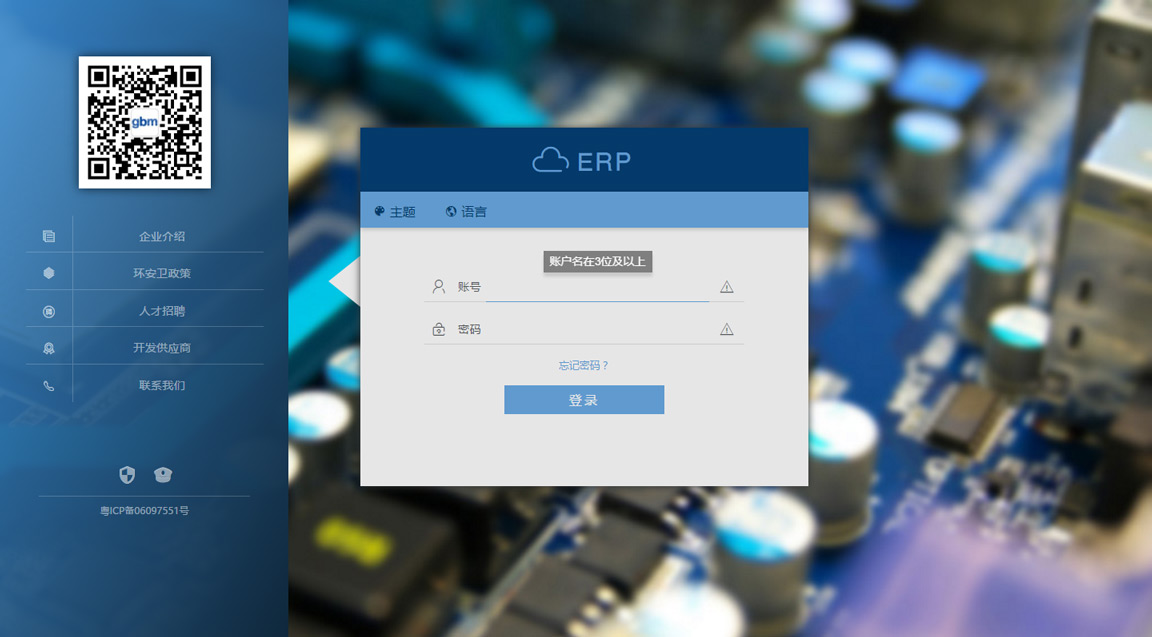 gbm
企业介绍
环安卫政策
人才招聘
开发供应商
联系我们
粤ICP备06097551号
ERP
主题 语言
账户名在3位及以上
账号
密码
忘记密码？
登录